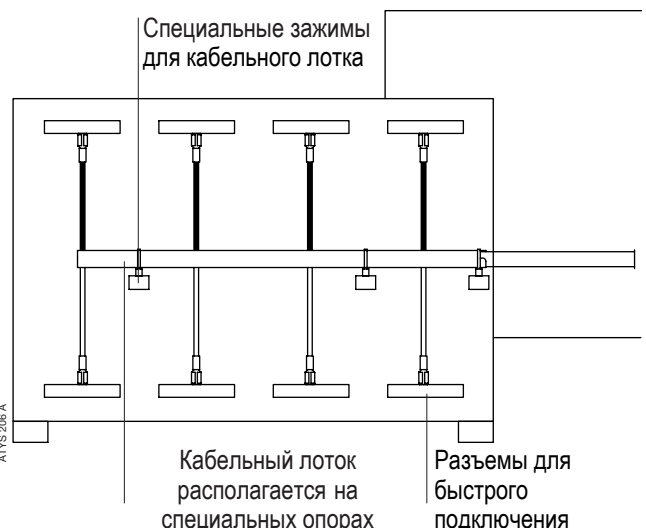 Специальные зажимы
для кабельного лотка
ATYS 206 A
Кабельный лоток
располагается на
специальных опорах
Разъемы для
быстрого
подключения